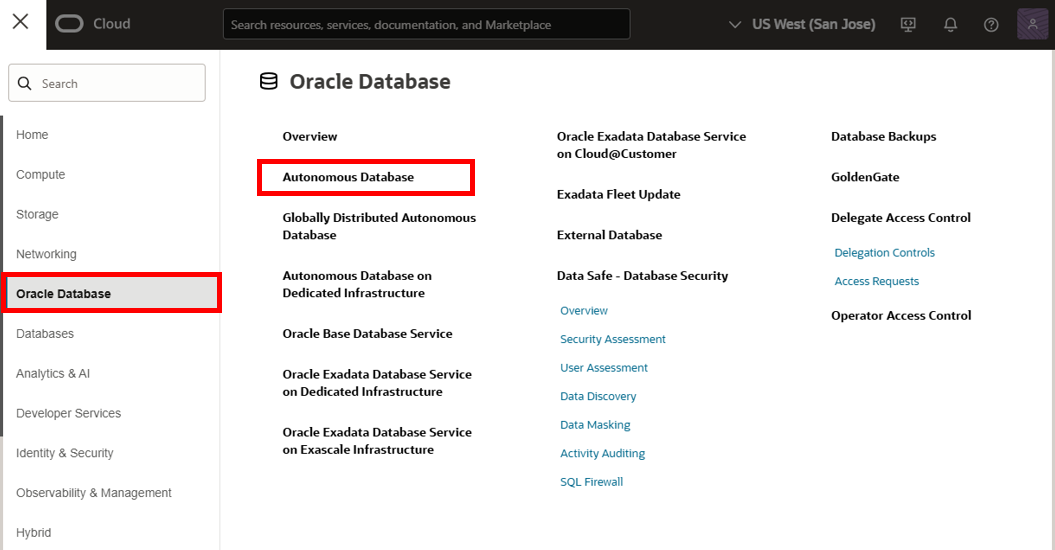 Cloud
Search resources, services, documentation, and Marketplace
US West (San Jose)
Search
Home
Compute
Storage
Networking
Oracle Database
Databases
Analytics & AI
Developer Services
Identity & Security
Observability & Management
Hybrid
Oracle Database
Overview
Autonomous Database
Globally Distributed Autonomous
Database
Autonomous Database on
Dedicated Infrastructure
Oracle Base Database Service
Oracle Exadata Database Service
on Dedicated Infrastructure
Oracle Exadata Database Service
on Exascale Infrastructure
Oracle Exadata Database Service
on Cloud@Customer
Exadata Fleet Update
External Database
Data Safe - Database Security
Overview
Security Assessment
User Assessment
Data Discovery
Data Masking
Activity Auditing
SQL Firewall
Database Backups
GoldenGate
Delegate Access Control
Delegation Controls
Access Requests
Operator Access Control